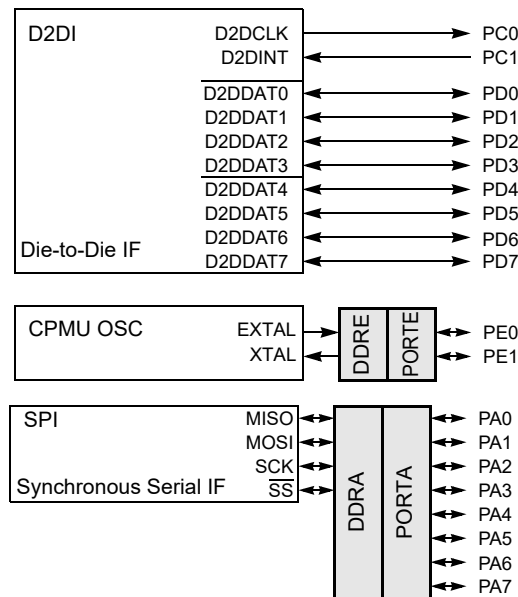 D2DI D2DCLK PC0
D2DINT PC1
D2DDAT0 PD0
D2DDAT1 PD1
D2DDAT2 PD2
D2DDAT3 PD3
D2DDAT4 PD4
D2DDAT5 PD5
D2DDAT6 PD6
Die-to-Die IF D2DDAT7 PD7
CPMU OSC EXTAL DDRE PORTE PE0
XTAL PE1
SPI MISO PA0
MOSI PA1
SCK PA2
Synchronous Serial IF SS DDRA PORTA PA3
PA4
PA5
PA6
PA7